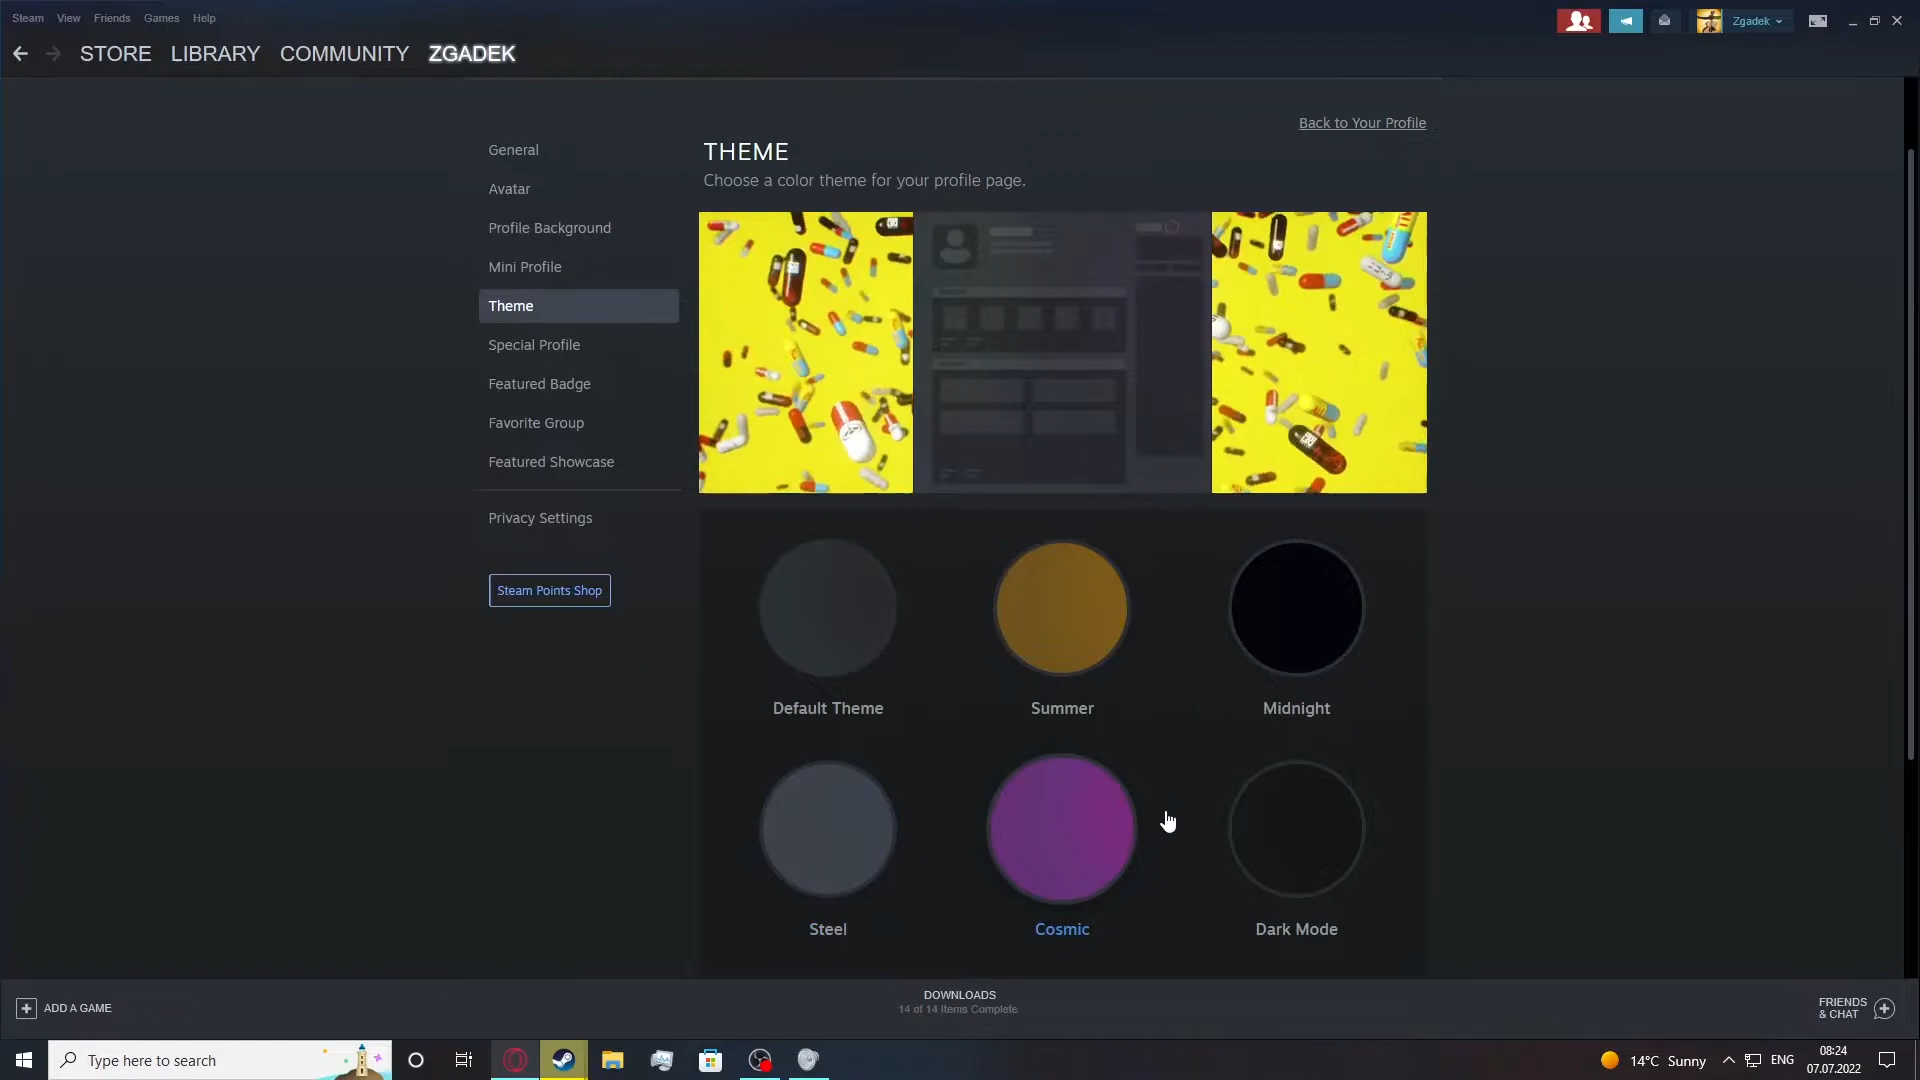 Steam View Friends Games Help
Zgadek
STORE LIBRARY COMMUNITY ZGADEK
Back to Your Profile
General
Avatar
Profile Background
Mini Profile
Theme
Special Profile
Featured Badge
Favorite Group
Featured Showcase
Privacy Settings
Steam Points Shop
THEME
Choose a color theme for your profile page.
Default Theme
Summer
Midnight
Steel
Cosmic
Dark Mode
ADD A GAME
DOWNLOADS
14 of 14 Items Complete
FRIENDS
& CHAT
Type here to search
14°C Sunny
ENG
08:24
07.07.2022